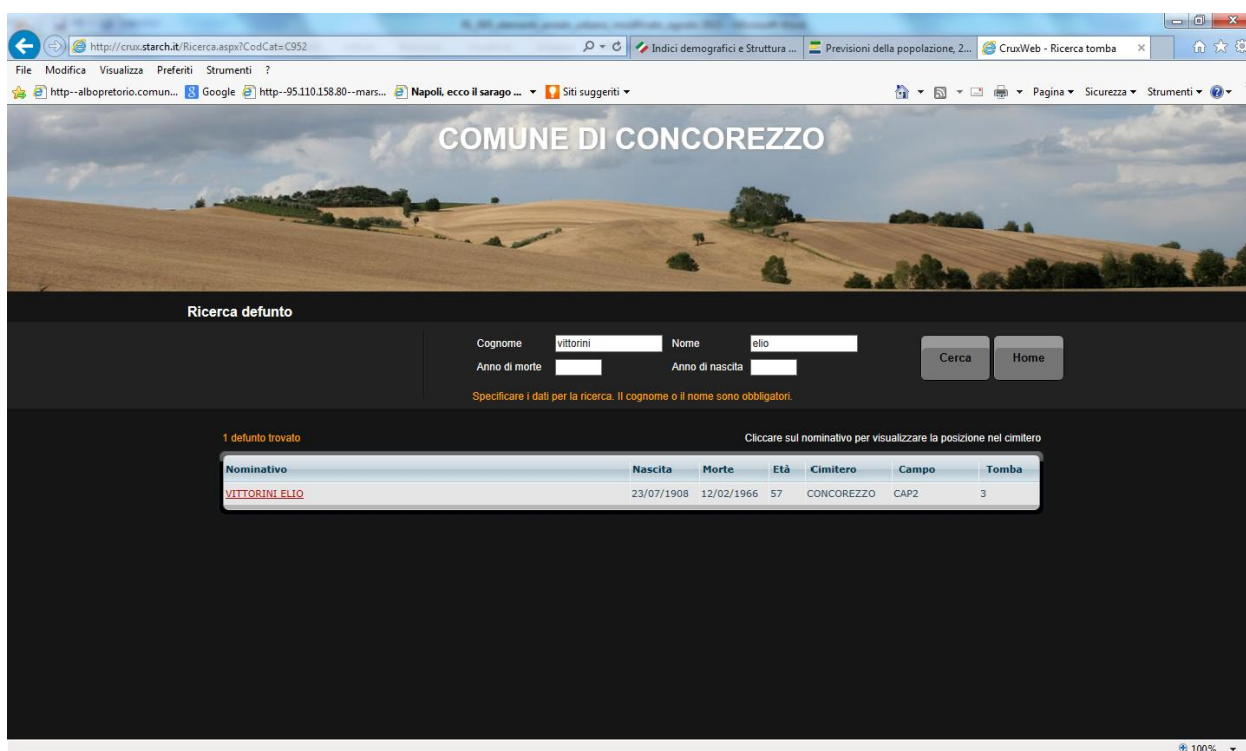 http://crux.starch.it/Ricerca.aspx?CodCat=C952
Indici demografici e Struttura ...
Previsioni della popolazione, 2...
CruxWeb - Ricerca tomba
File Modifica Visualizza Preferiti Strumenti ?
http--albopretorio.comun... Google http--95.110.158.80--mars... Napoli, ecco il sarago ... Siti suggeriti Pagina Sicurezza Strumenti
COMUNE DI CONCOREZZO
Ricerca defunto
Cognome vittorini Nome elio
Cerca Home
Anno di morte Anno di nascita
Specificare i dati per la ricerca. Il cognome o il nome sono obbligatori.
1 defunto trovato Cliccare sul nominativo per visualizzare la posizione nel cimitero
Nominativo Nascita Morte Età Cimitero Campo Tomba
VITTORINI ELIO 23/07/1908 12/02/1966 57 CONCOREZZO CAP2 3
100%